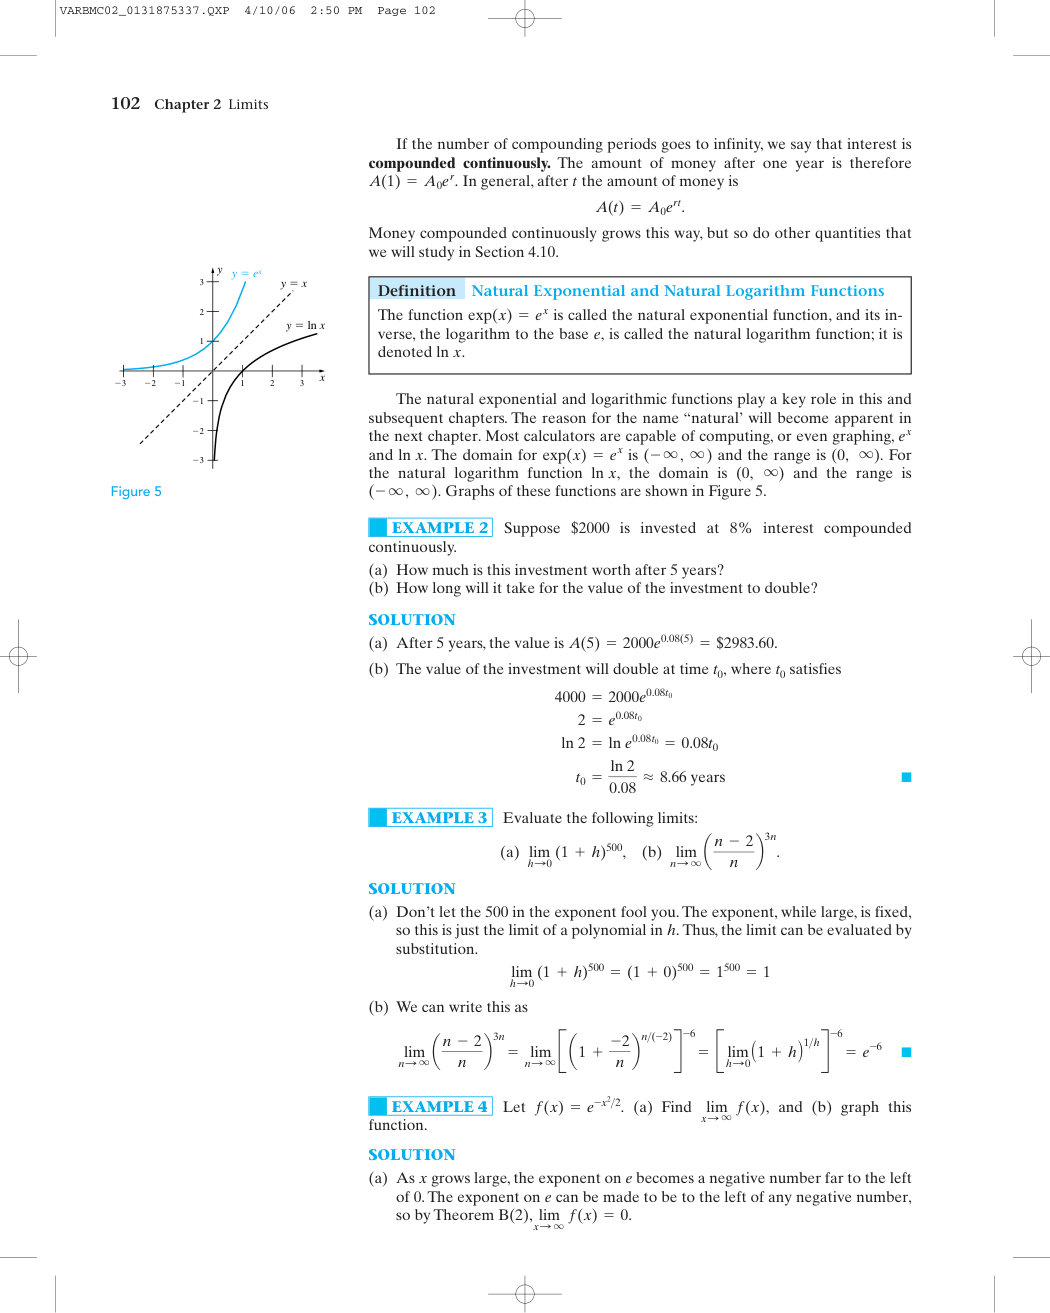 VARBMC02_0131875337.QXP 4/10/06 2:50 PM Page 102
102 Chapter 2 Limits
If the number of compounding periods goes to infinity, we say that interest is
compounded continuously. The amount of money after one year is therefore
A(1) = A₀eʳ. In general, after t the amount of money is
A(t) = A₀eʳᵗ.
Money compounded continuously grows this way, but so do other quantities that
we will study in Section 4.10.
y
y = eˣ
y = x
y = ln x
3
2
1
−3 −2 −1 1 2 3 x
−1
−2
−3
Figure 5
Definition Natural Exponential and Natural Logarithm Functions
The function exp(x) = eˣ is called the natural exponential function, and its in-
verse, the logarithm to the base e, is called the natural logarithm function; it is
denoted ln x.
The natural exponential and logarithmic functions play a key role in this and
subsequent chapters. The reason for the name “natural’ will become apparent in
the next chapter. Most calculators are capable of computing, or even graphing, eˣ
and ln x. The domain for exp(x) = eˣ is (−∞, ∞) and the range is (0, ∞). For
the natural logarithm function ln x, the domain is (0, ∞) and the range is
(−∞, ∞). Graphs of these functions are shown in Figure 5.
EXAMPLE 2 Suppose $2000 is invested at 8% interest compounded
continuously.
(a) How much is this investment worth after 5 years?
(b) How long will it take for the value of the investment to double?
SOLUTION
(a) After 5 years, the value is A(5) = 2000e^{0.08(5)} = $2983.60.
(b) The value of the investment will double at time t₀, where t₀ satisfies
4000 = 2000e^{0.08t₀}
2 = e^{0.08t₀}
ln 2 = ln e^{0.08t₀} = 0.08t₀
t₀ = ln 2 / 0.08 ≈ 8.66 years
EXAMPLE 3 Evaluate the following limits:
(a) lim_{h→0} (1 + h)^{500}, (b) lim_{n→∞} ((n − 2)/n)^{3n}.
SOLUTION
(a) Don’t let the 500 in the exponent fool you. The exponent, while large, is fixed,
so this is just the limit of a polynomial in h. Thus, the limit can be evaluated by
substitution.
lim_{h→0} (1 + h)^{500} = (1 + 0)^{500} = 1^{500} = 1
(b) We can write this as
lim_{n→∞} ((n − 2)/n)^{3n} = lim_{n→∞} [(1 + −2/n)^{n/(−2)}]^{−6} = [lim_{h→0} (1 + h)^{1/h}]^{−6} = e^{−6}
EXAMPLE 4 Let f(x) = e^{−x²/2}. (a) Find lim_{x→∞} f(x), and (b) graph this
function.
SOLUTION
(a) As x grows large, the exponent on e becomes a negative number far to the left
of 0. The exponent on e can be made to be to the left of any negative number,
so by Theorem B(2), lim_{x→∞} f(x) = 0.